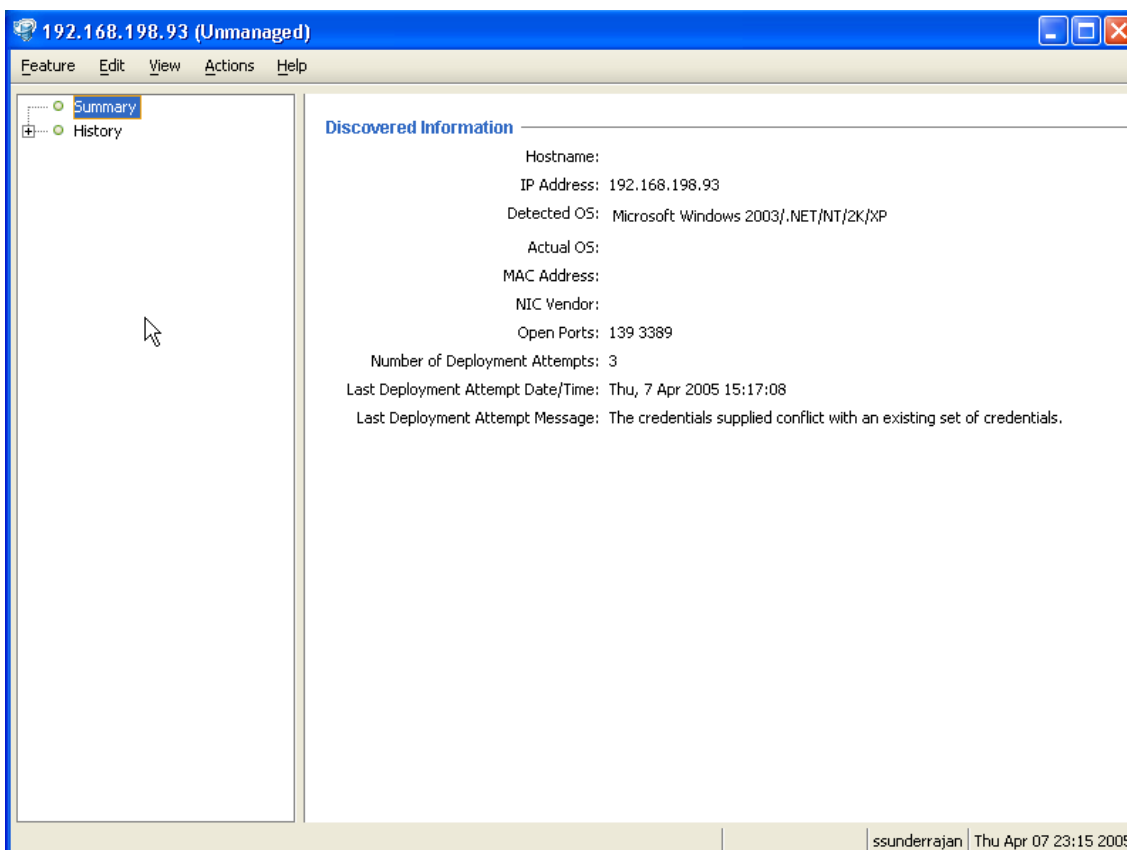 192.168.198.93 (Unmanaged)
Feature Edit View Actions Help
Summary
History
Discovered Information
Hostname:
IP Address: 192.168.198.93
Detected OS: Microsoft Windows 2003/.NET/NT/2K/XP
Actual OS:
MAC Address:
NIC Vendor:
Open Ports: 139 3389
Number of Deployment Attempts: 3
Last Deployment Attempt Date/Time: Thu, 7 Apr 2005 15:17:08
Last Deployment Attempt Message: The credentials supplied conflict with an existing set of credentials.
ssunderrajan Thu Apr 07 23:15 2005